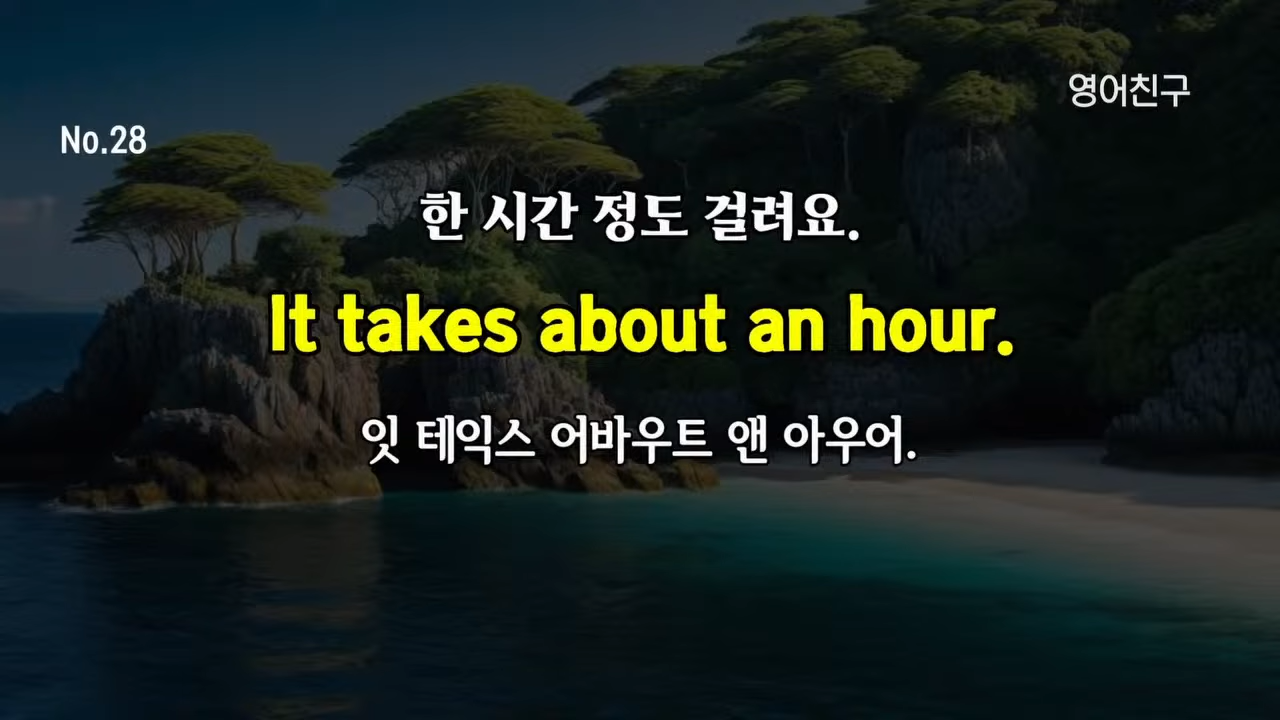 영어친구
No.28
한 시간 정도 걸려요.
It takes about an hour.
잇 테익스 어바우트 앤 아우어.